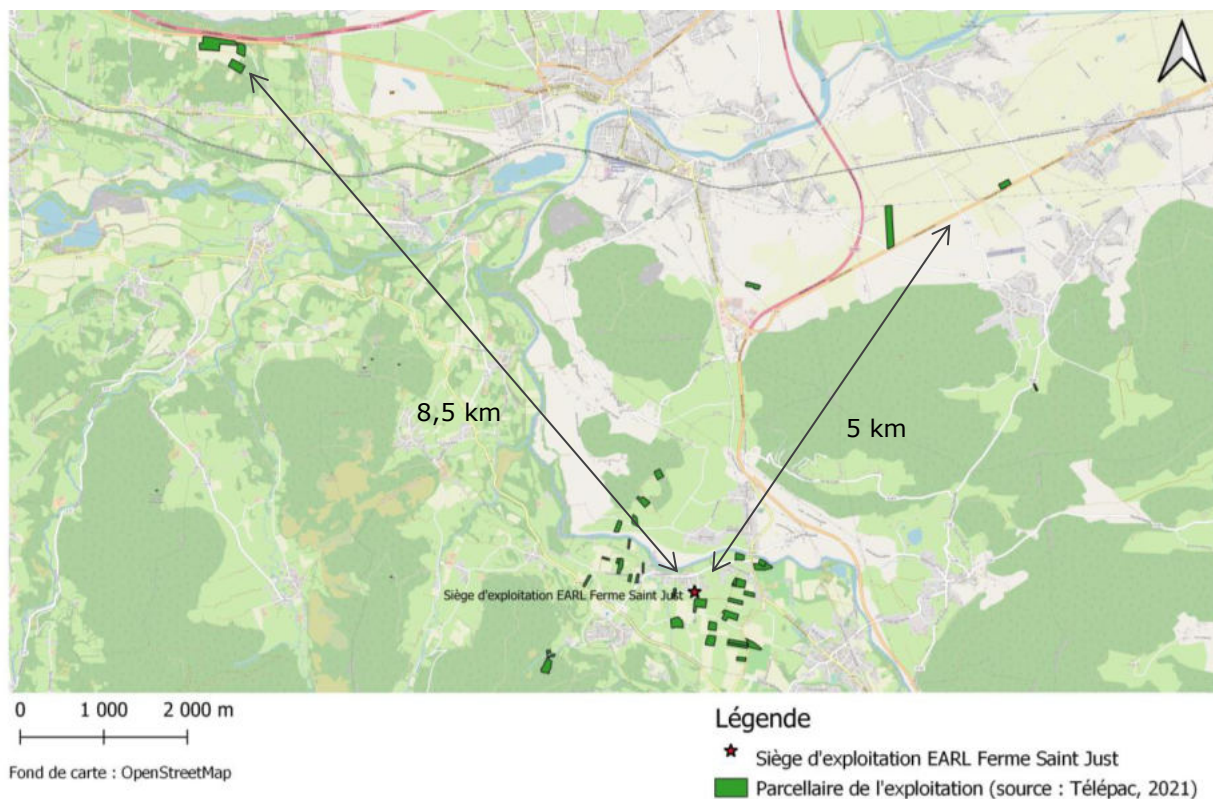 8,5 km
5 km
Siège d'exploitation EARL Ferme Saint Just
0 1 000 2 000 m
Fond de carte : OpenStreetMap
Légende
Siège d'exploitation EARL Ferme Saint Just
Parcellaire de l'exploitation (source : Télépac, 2021)